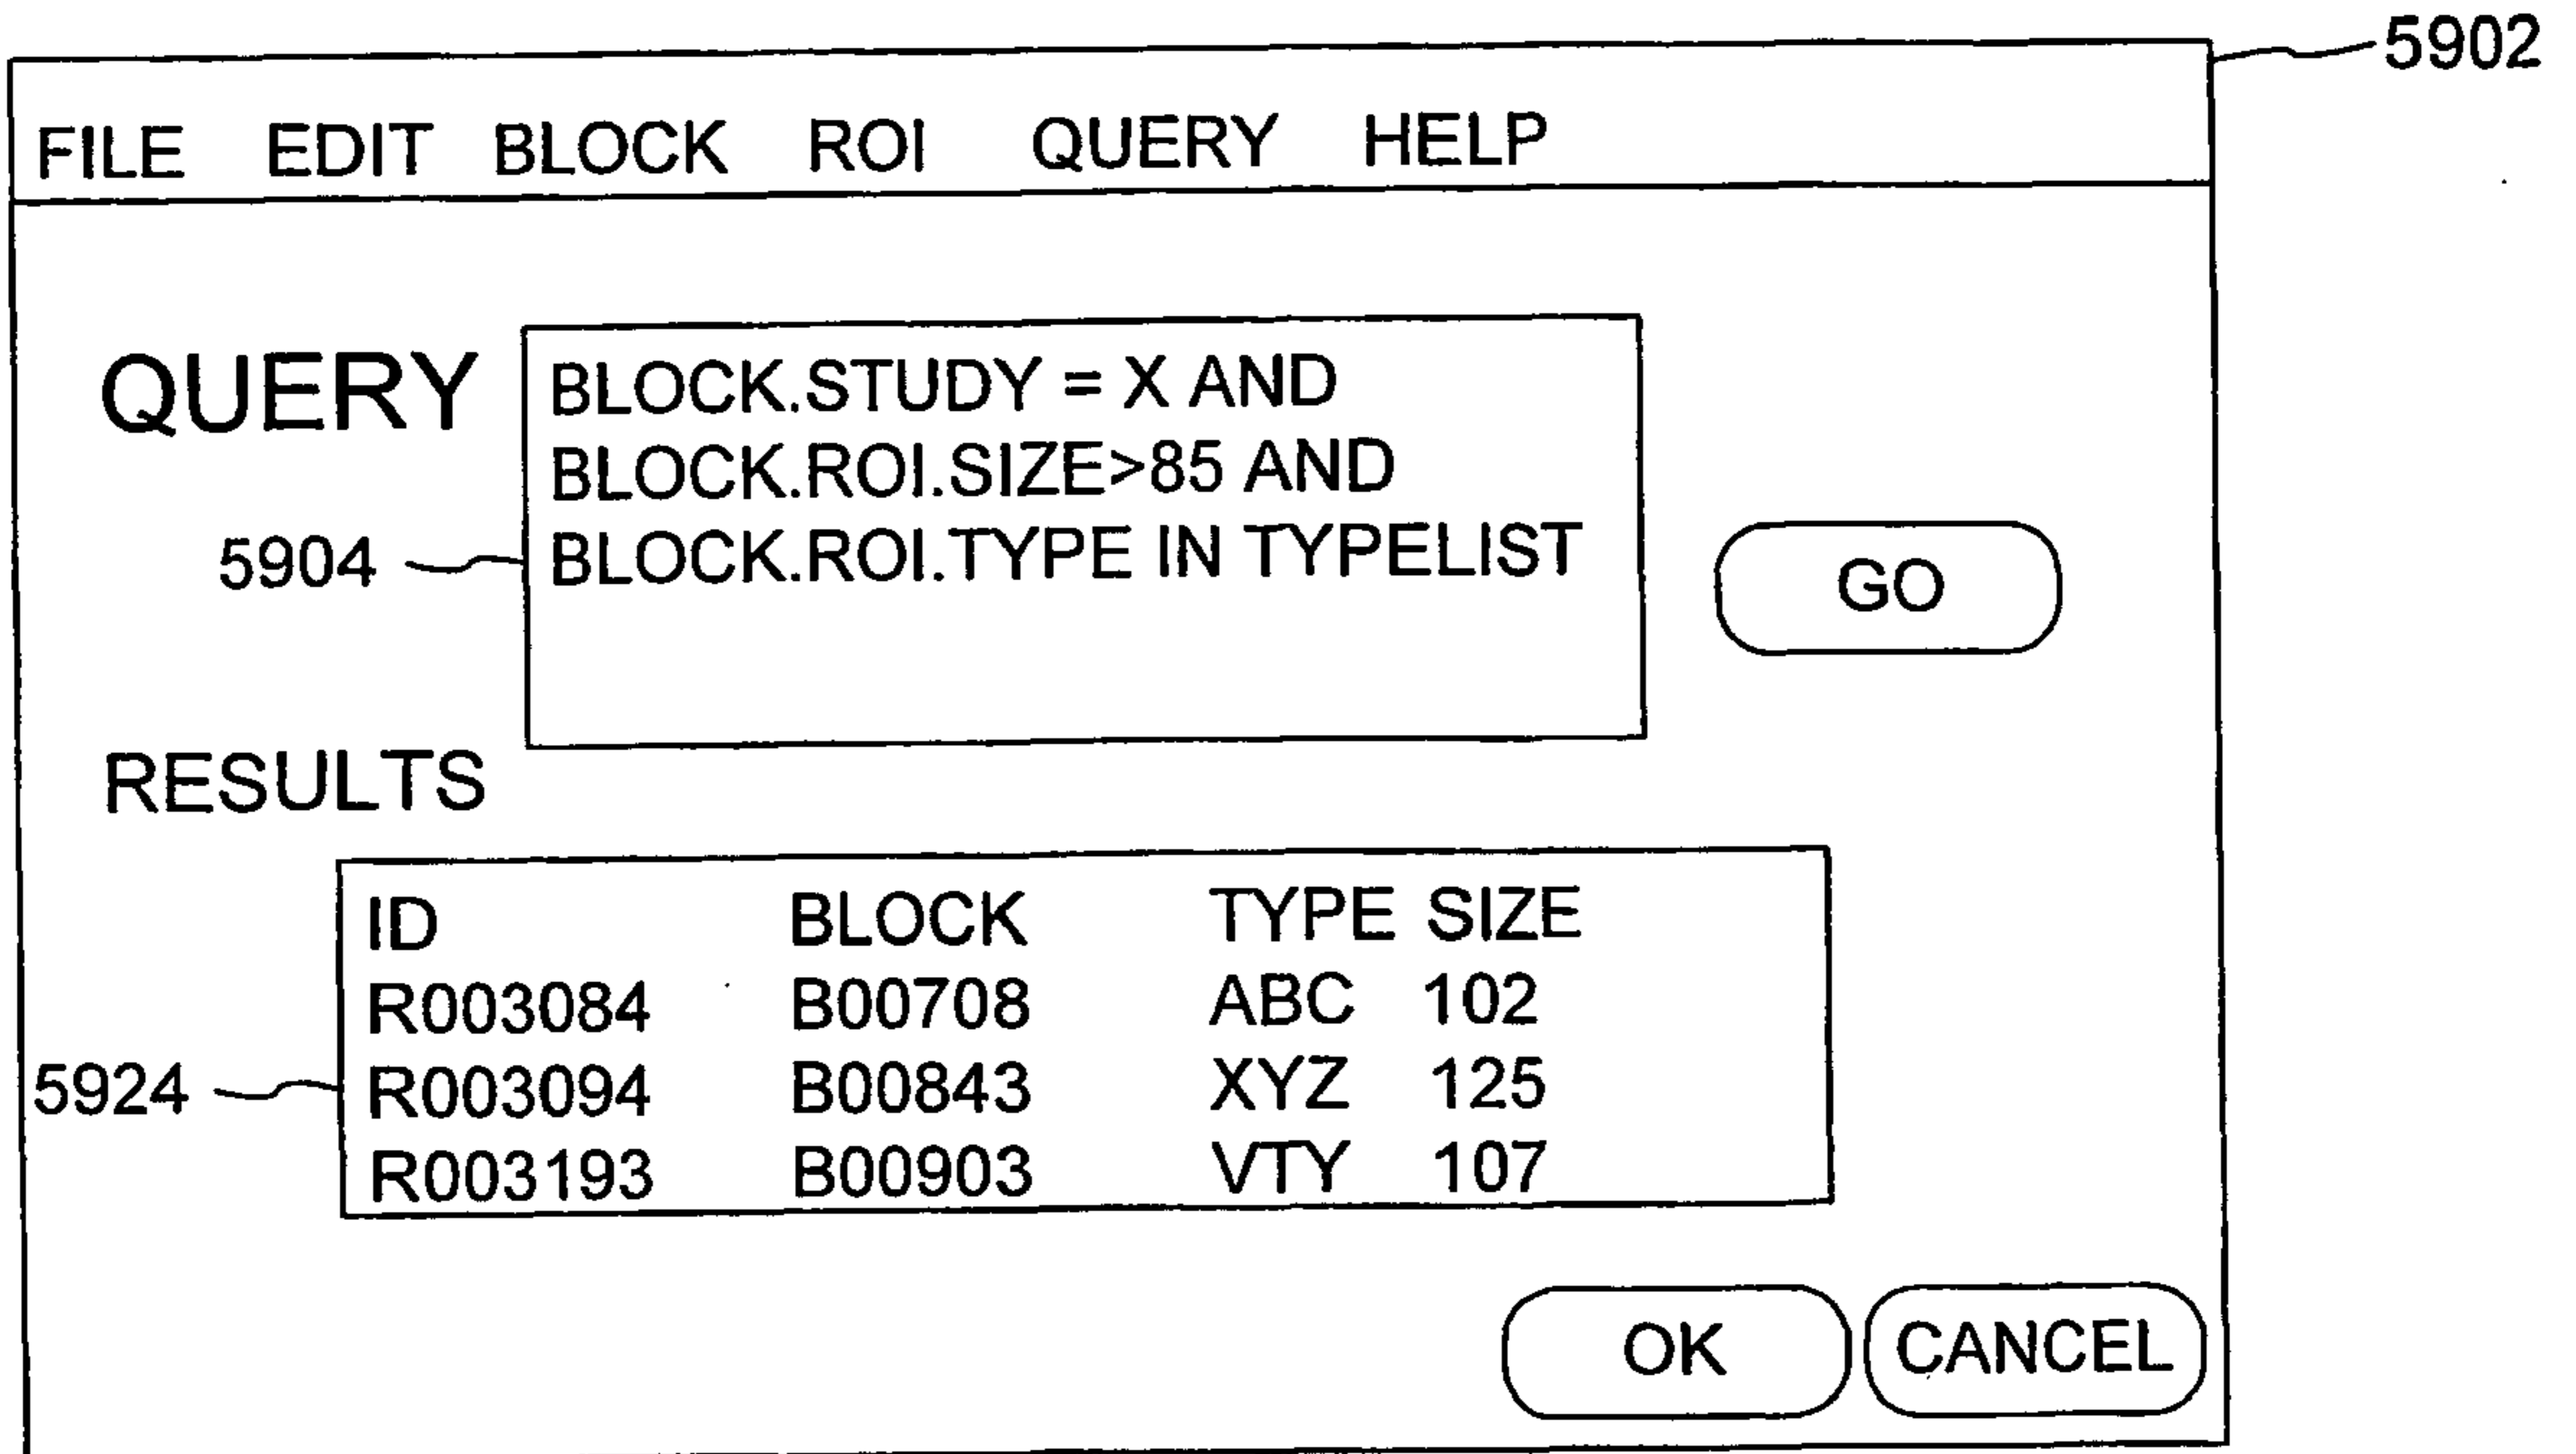 5902
FILE EDIT BLOCK ROI QUERY HELP
QUERY
BLOCK.STUDY = X AND
BLOCK.ROI.SIZE>85 AND
BLOCK.ROI.TYPE IN TYPELIST
5904
GO
RESULTS
ID BLOCK TYPE SIZE
R003084 B00708 ABC 102
R003094 B00843 XYZ 125
R003193 B00903 VTY 107
5924
OK CANCEL